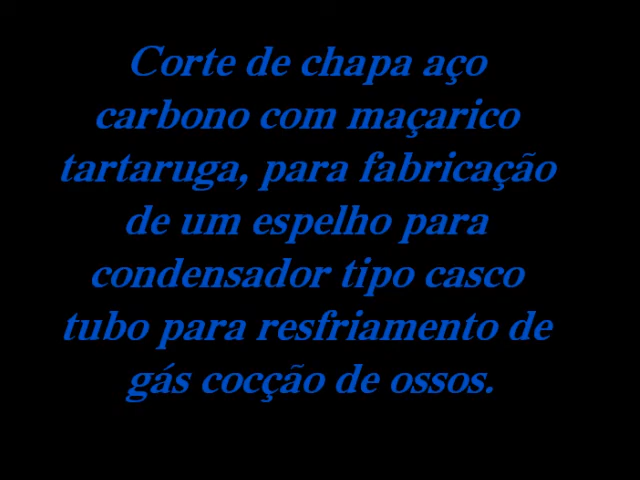 Corte de chapa aço
carbono com maçarico
tartaruga, para fabricação
de um espelho para
condensador tipo casco
tubo para resfriamento de
gás cocção de ossos.